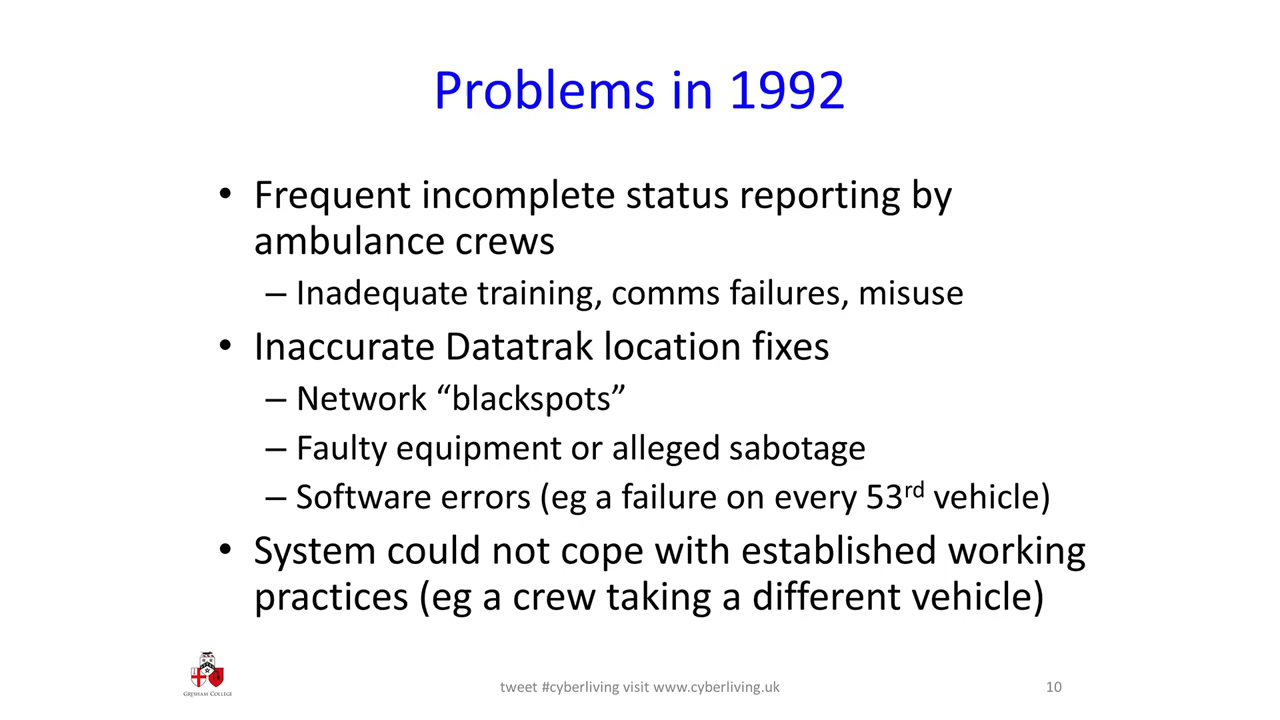 Problems in 1992
• Frequent incomplete status reporting by
ambulance crews
– Inadequate training, comms failures, misuse
• Inaccurate Datatrak location fixes
– Network “blackspots”
– Faulty equipment or alleged sabotage
– Software errors (eg a failure on every 53rd vehicle)
• System could not cope with established working
practices (eg a crew taking a different vehicle)
GRESHAM COLLEGE
tweet #cyberliving visit www.cyberliving.uk
10